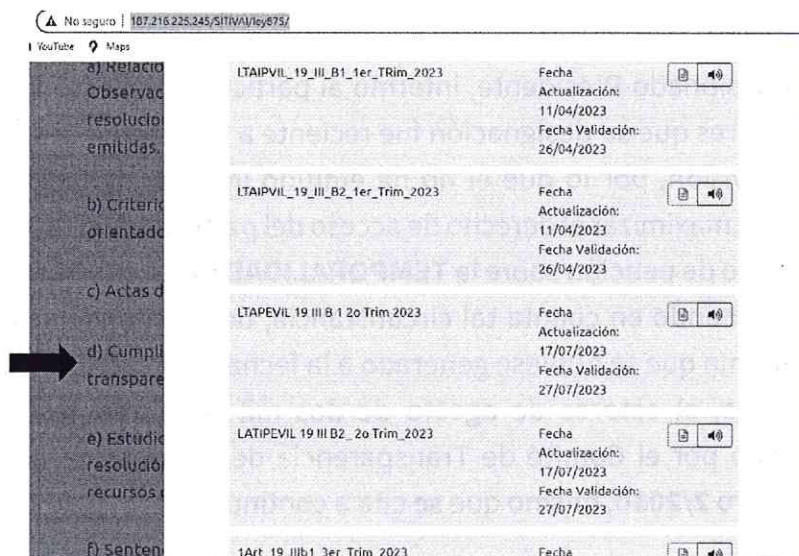 No seguro | 187.216.225.245/SITIVAI/ley875/
YouTube Maps
a) Relacio
Observac
resolucio
emitidas.
b) Criterio
orientado
c) Actas d
d) Cumpli
transpare
e) Estudio
resolución
recursos
f) Senten
LTAIPVIL_19_III_B1_1er_TRim_2023
Fecha
Actualización:
11/04/2023
Fecha Validación:
26/04/2023
LTAIPVIL_19_III_B2_1er_Trim_2023
Fecha
Actualización:
11/04/2023
Fecha Validación:
26/04/2023
LTAPEVIL 19 III B 1 2o Trim 2023
Fecha
Actualización:
17/07/2023
Fecha Validación:
27/07/2023
LATIPEVIL 19 III B2_ 2o Trim_2023
Fecha
Actualización:
17/07/2023
Fecha Validación:
27/07/2023
1Art_19_IIIb1_3er_Trim_2023
Fecha